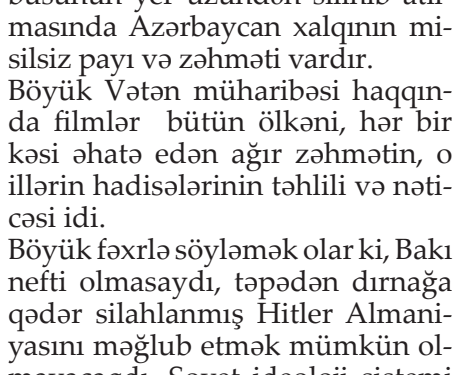 masında Azərbaycan xalqının mi-
silsiz payı və zəhməti vardır.
Böyük Vətən müharibəsi haqqın-
da filmlər bütün ölkəni, hər bir
kəsi əhatə edən ağır zəhmətin, o
illərin hadisələrinin təhlili və nəti-
cəsi idi.
Böyük fəxrlə söyləmək olar ki, Bakı
nefti olmasaydı, təpədən dırnağa
qədər silahlanmış Hitler Almani-
yasını məğlub etmək mümkün ol-